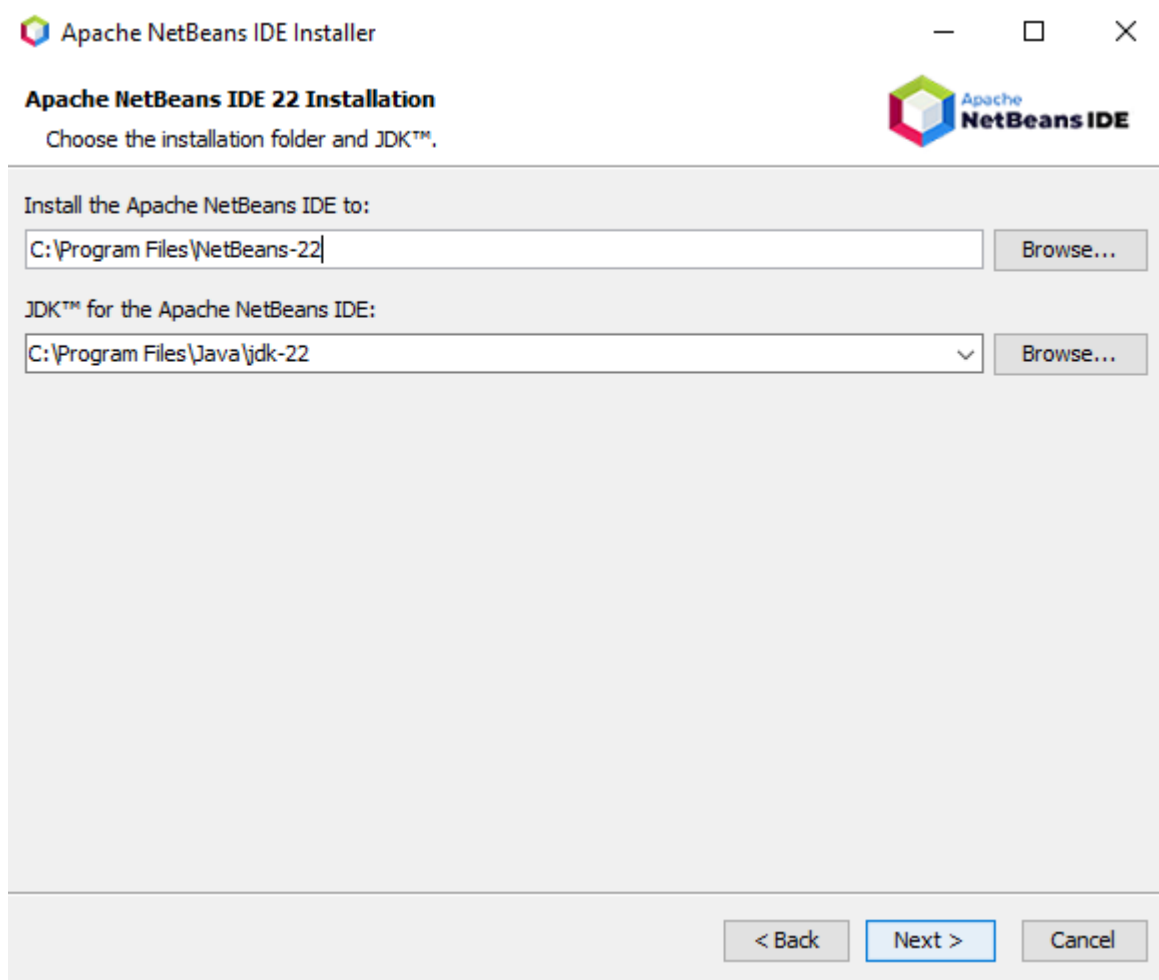 Apache NetBeans IDE Installer
Apache NetBeans IDE 22 Installation
Choose the installation folder and JDK™.
Apache
NetBeans IDE
Install the Apache NetBeans IDE to:
C:\Program Files\NetBeans-22
Browse...
JDK™ for the Apache NetBeans IDE:
C:\Program Files\Java\jdk-22
Browse...
< Back
Next >
Cancel